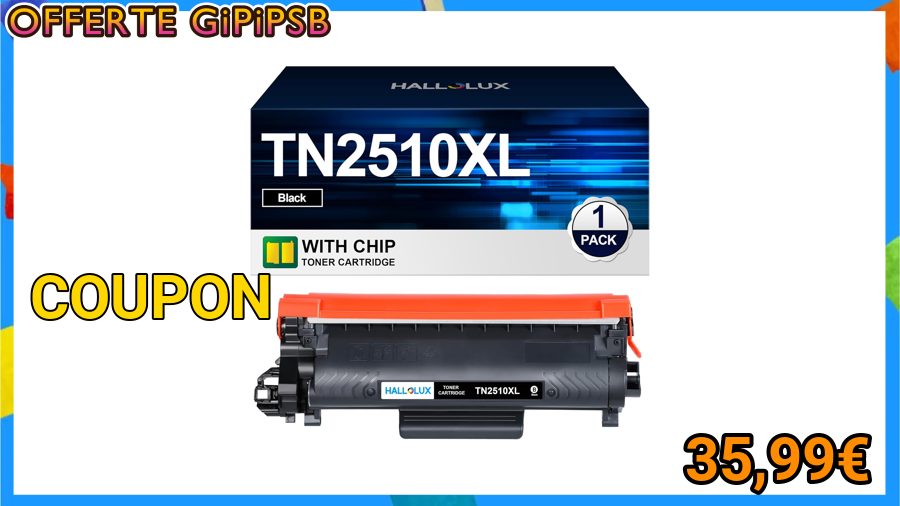 OFFERTE GiPiPSB
HALLOLUX
TN2510XL
Black
1
PACK
WITH CHIP
TONER CARTRIDGE
COUPON
HALLOLUX
TONER
CARTRIDGE
TN2510XL
B
35,99€